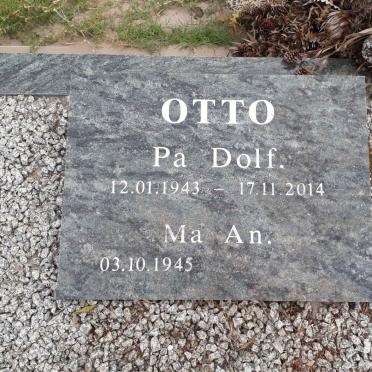 OTTO
Pa Dolf.
12.01.1943 – 17.11.2014
Ma An.
03.10.1945